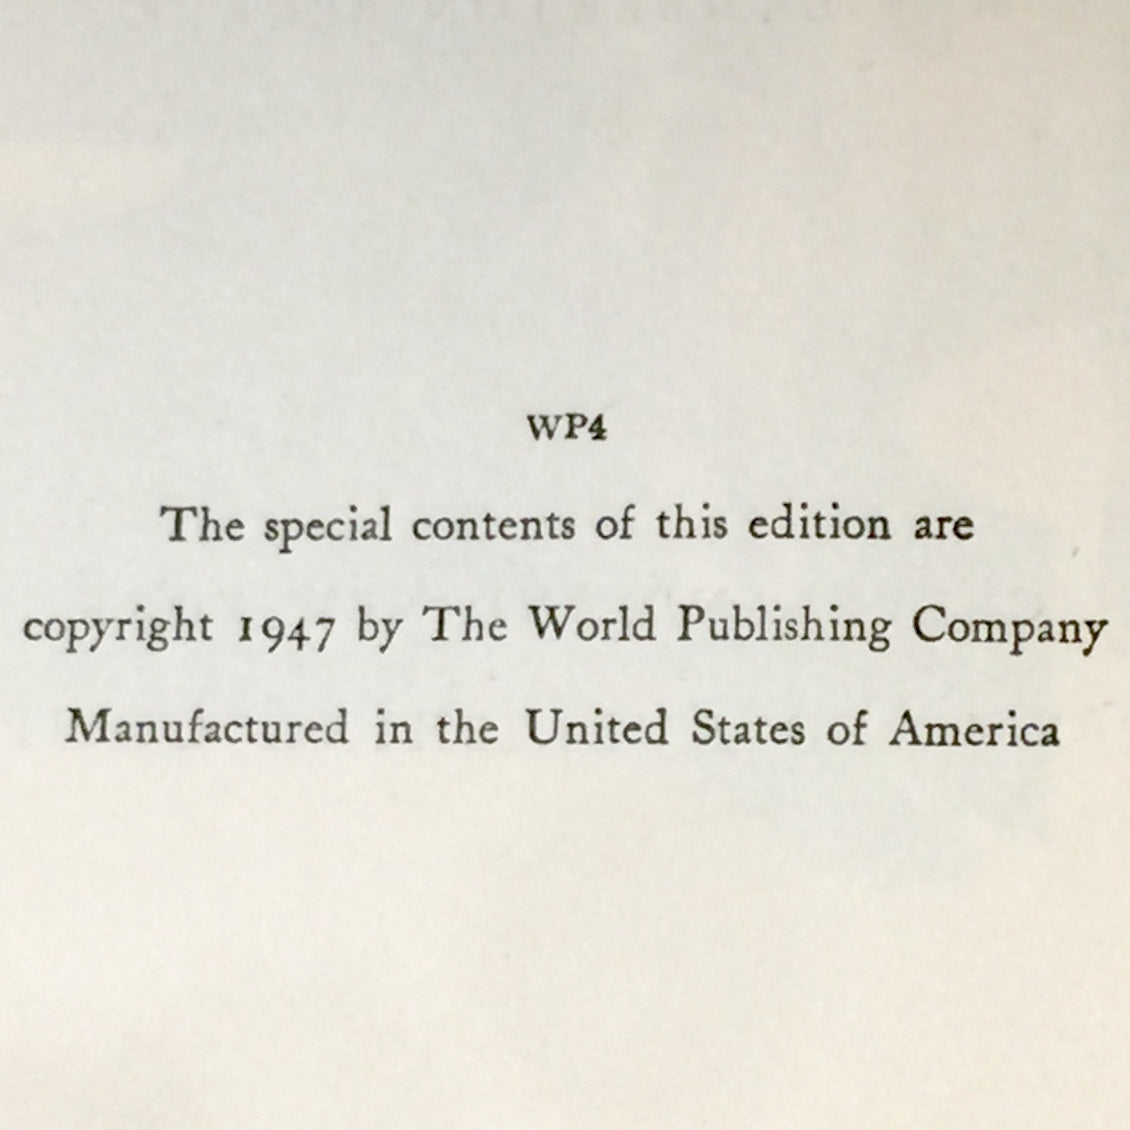 WP4
The special contents of this edition are
copyright 1947 by The World Publishing Company
Manufactured in the United States of America